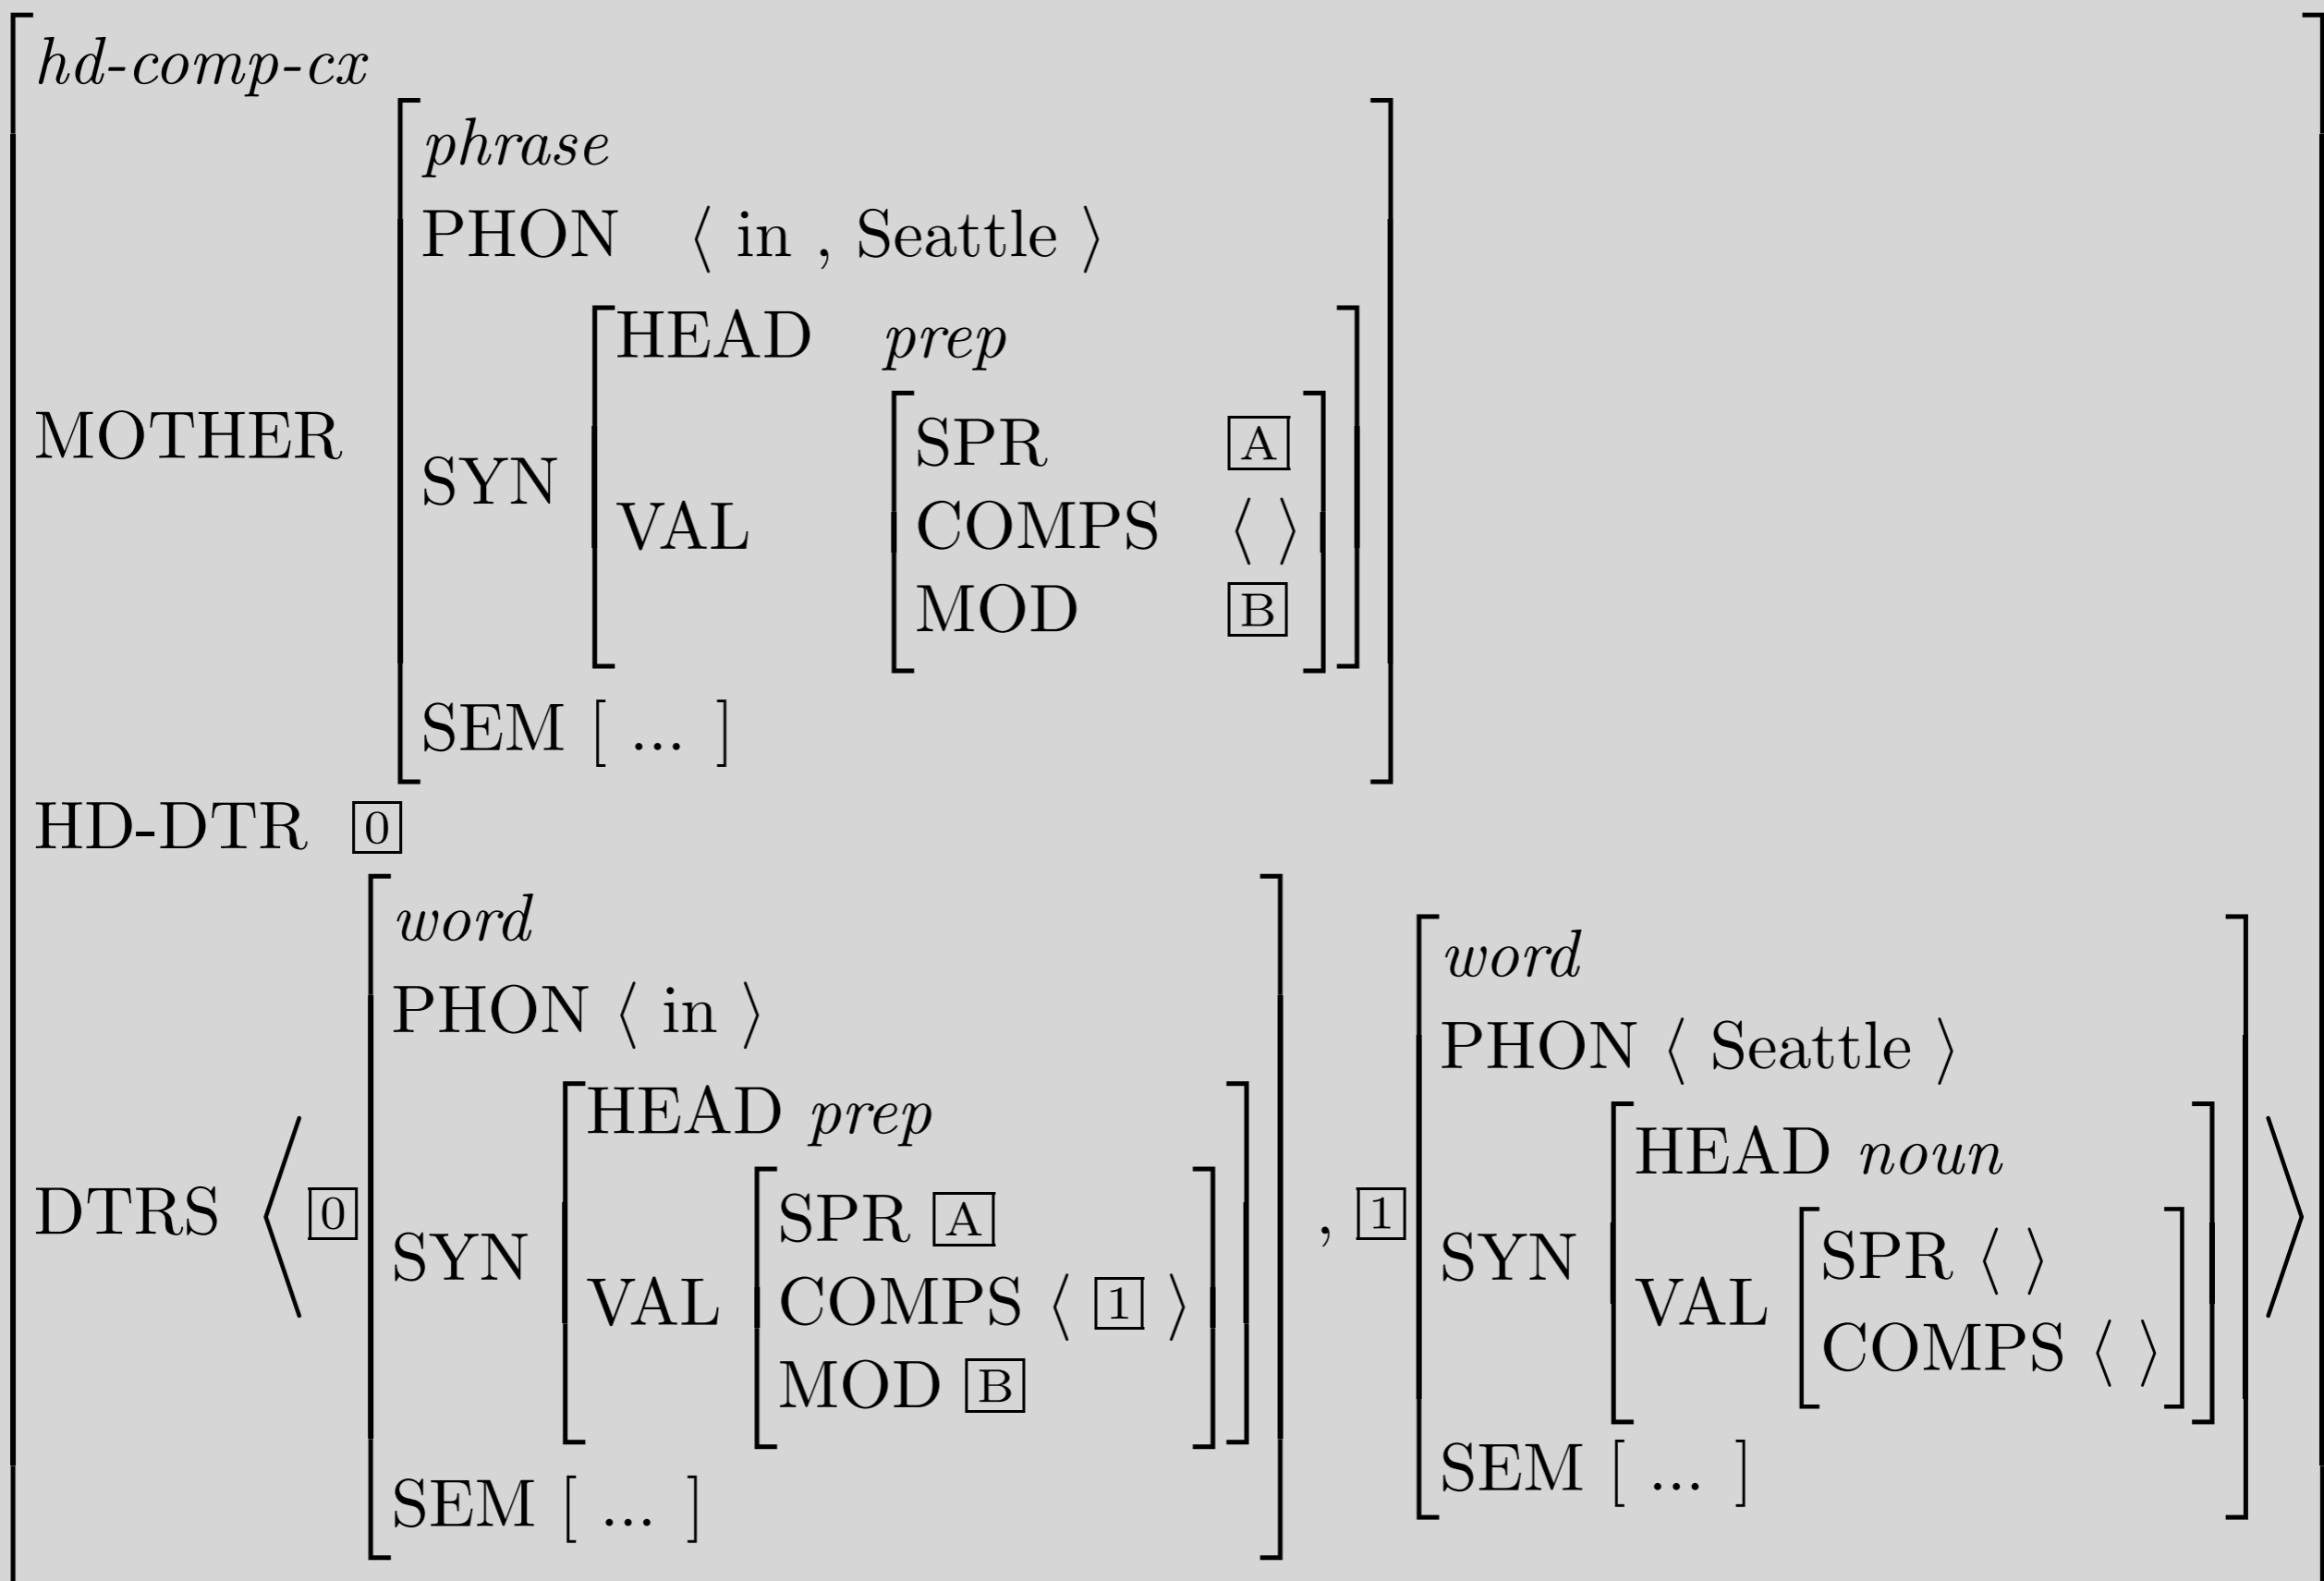 hd-comp-cx
phrase
PHON ⟨ in , Seattle ⟩
HEAD prep
SPR A
MOTHER
SYN
VAL
COMPS ⟨ ⟩
MOD B
SEM [ ... ]
HD-DTR 0
word
PHON ⟨ in ⟩
HEAD prep
DTRS ⟨ 0
SPR A
SYN
VAL
COMPS ⟨ 1 ⟩
MOD B
SEM [ ... ]
, 1
word
PHON ⟨ Seattle ⟩
HEAD noun
SYN
VAL
SPR ⟨ ⟩
COMPS ⟨ ⟩
SEM [ ... ]
⟩